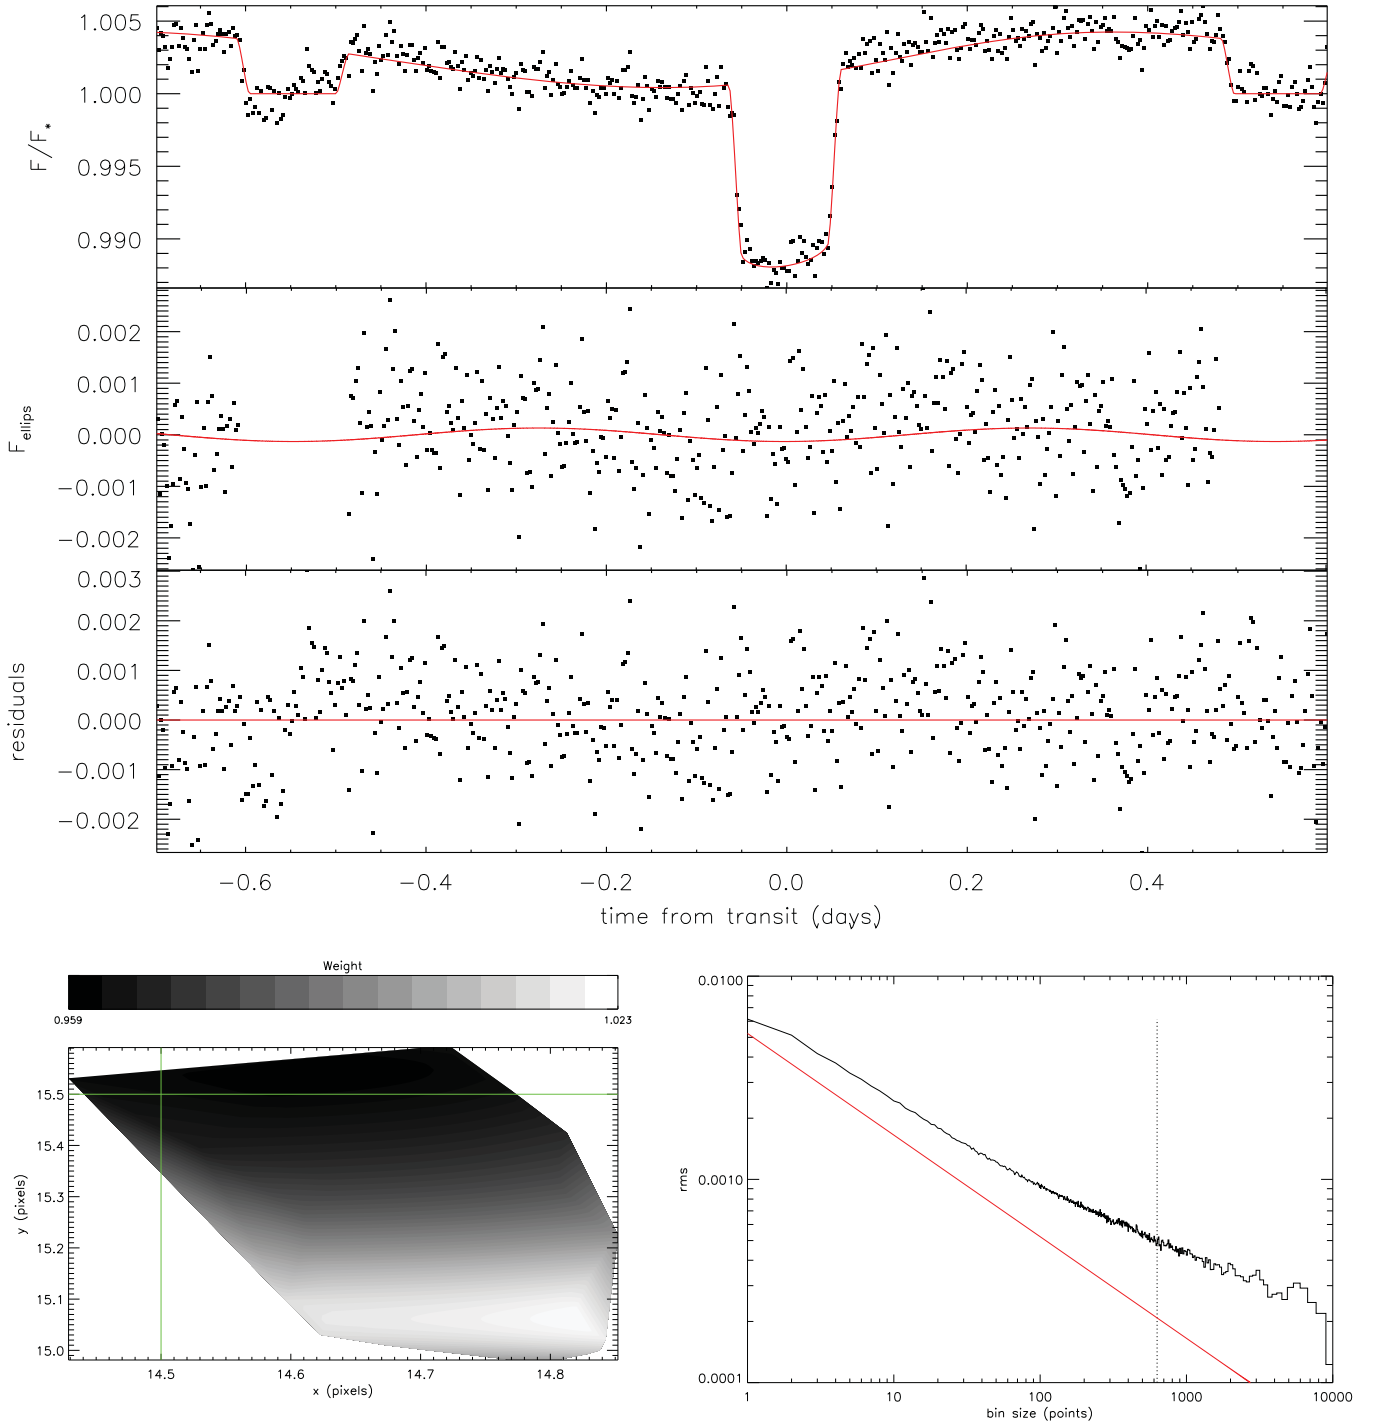 1.005
1.000
0.995
0.990
F/F*
0.002
0.001
0.000
−0.001
−0.002
Fellips
0.003
0.002
0.001
0.000
−0.001
−0.002
residuals
−0.6 −0.4 −0.2 0.0 0.2 0.4
time from transit (days)
Weight
0.959 1.023
15.5
15.4
15.3
15.2
15.1
15.0
y (pixels)
14.5 14.6 14.7 14.8
x (pixels)
0.0100
0.0010
0.0001
rms
1 10 100 1000 10000
bin size (points)